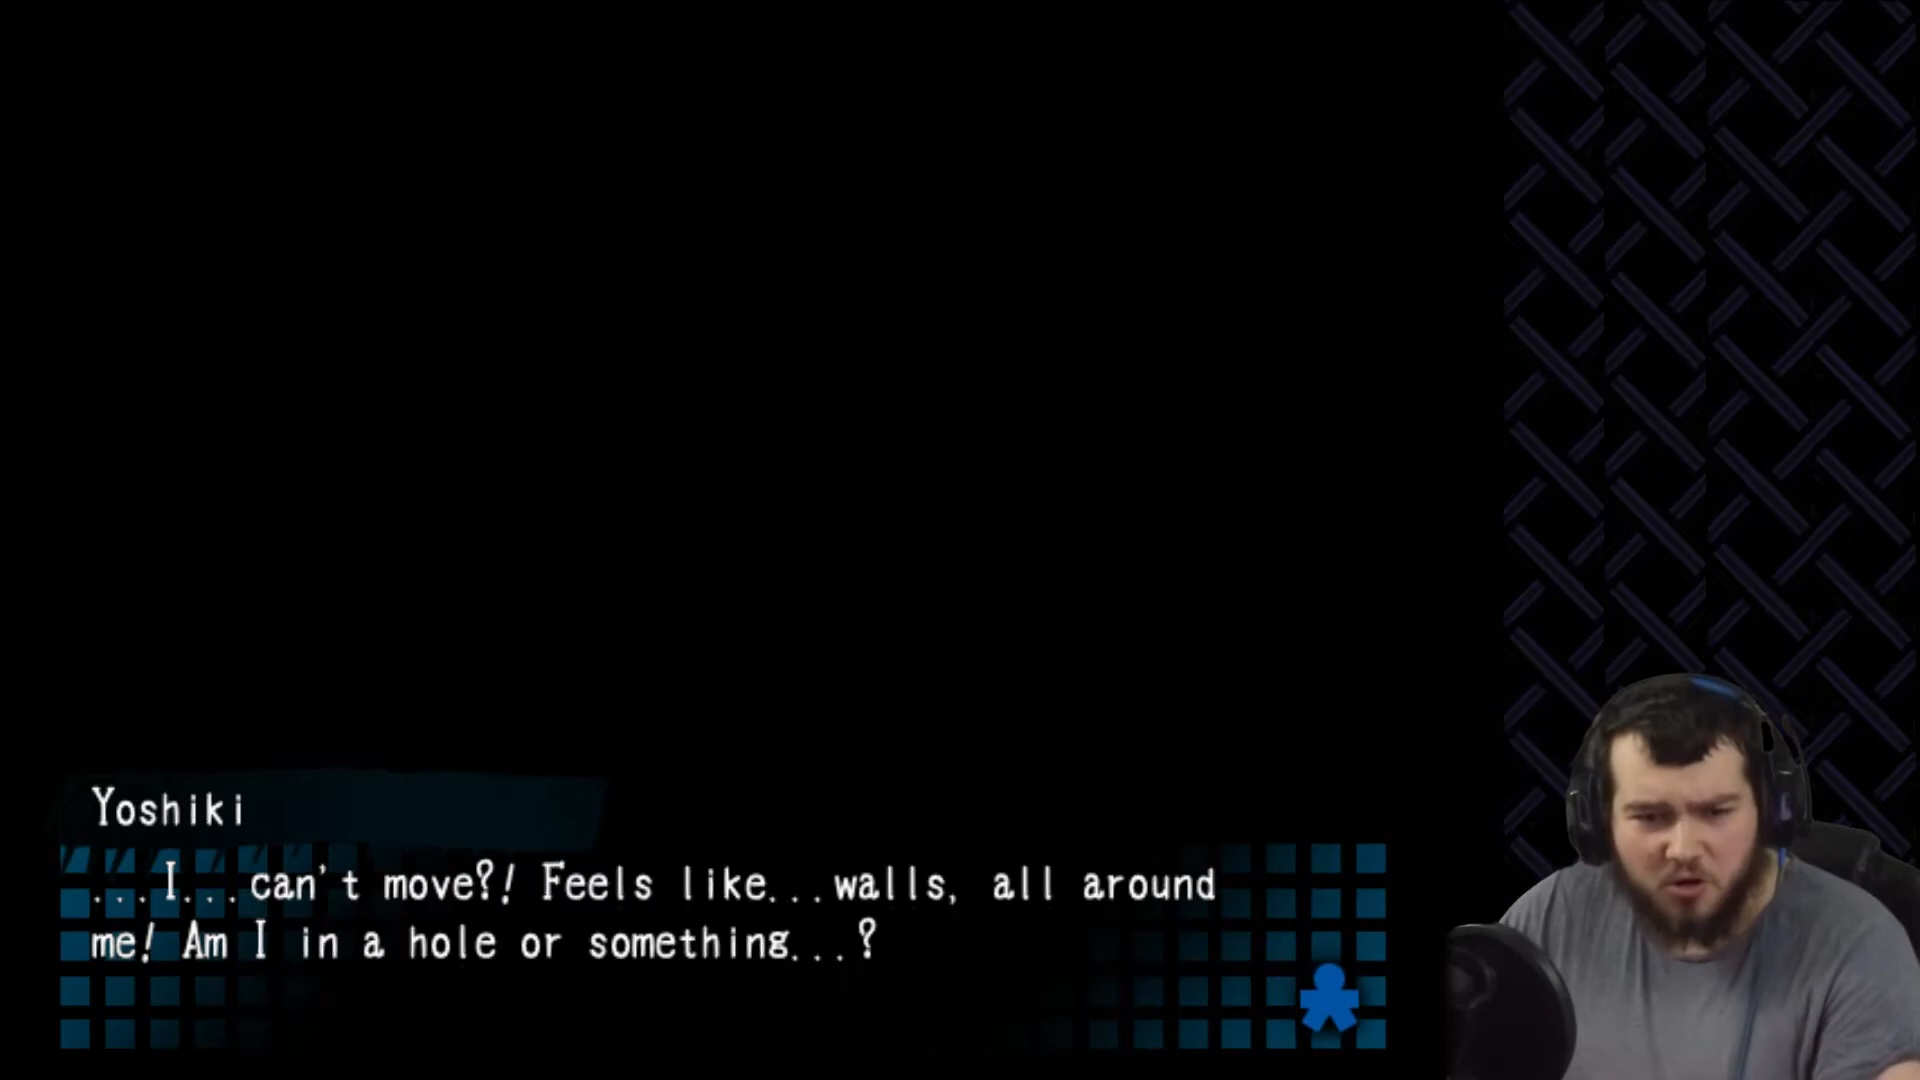 Yoshiki
...I...can't move?! Feels like...walls, all around
me! Am I in a hole or something...?